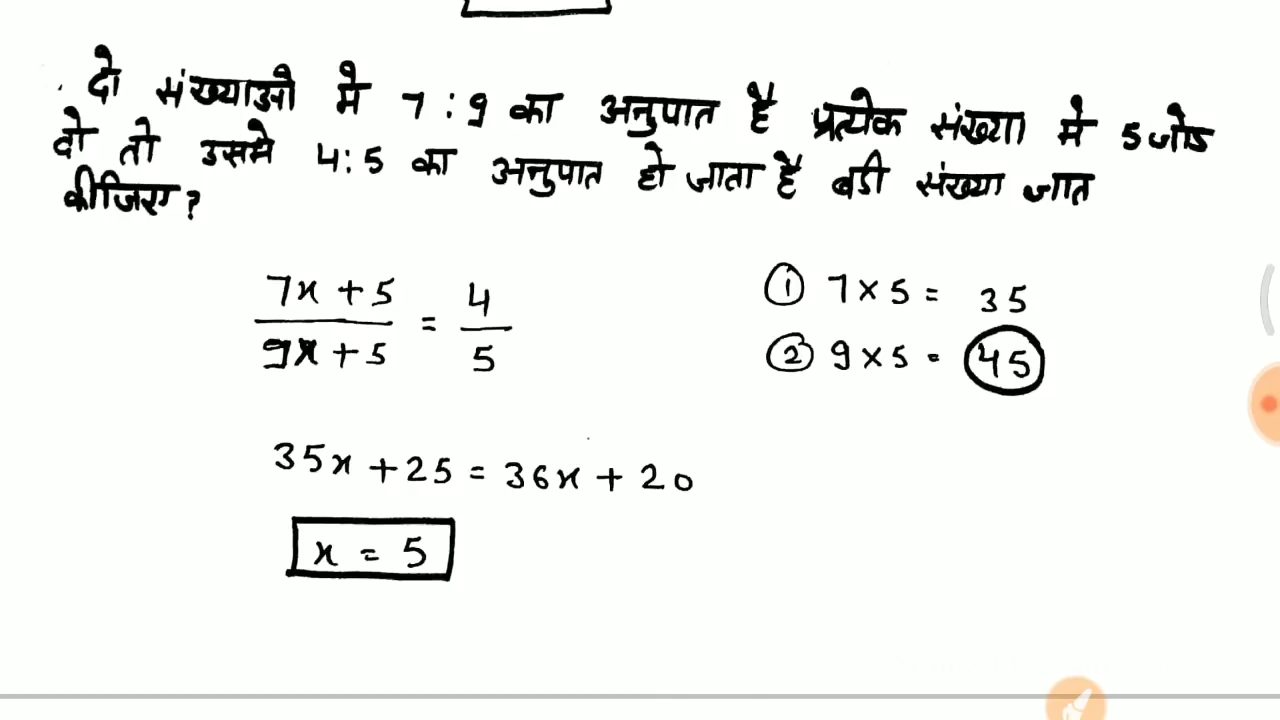 दो संख्याओ मे 7 : 9 का अनुपात है प्रत्येक संख्या मे 5 जोड
दो तो उसमे 4 : 5 का अनुपात हो जाता है बडी संख्या ज्ञात
कीजिए ?
7x + 5 / 9x + 5 = 4 / 5
① 7 × 5 = 35
② 9 × 5 = 45
35x + 25 = 36x + 20
x = 5